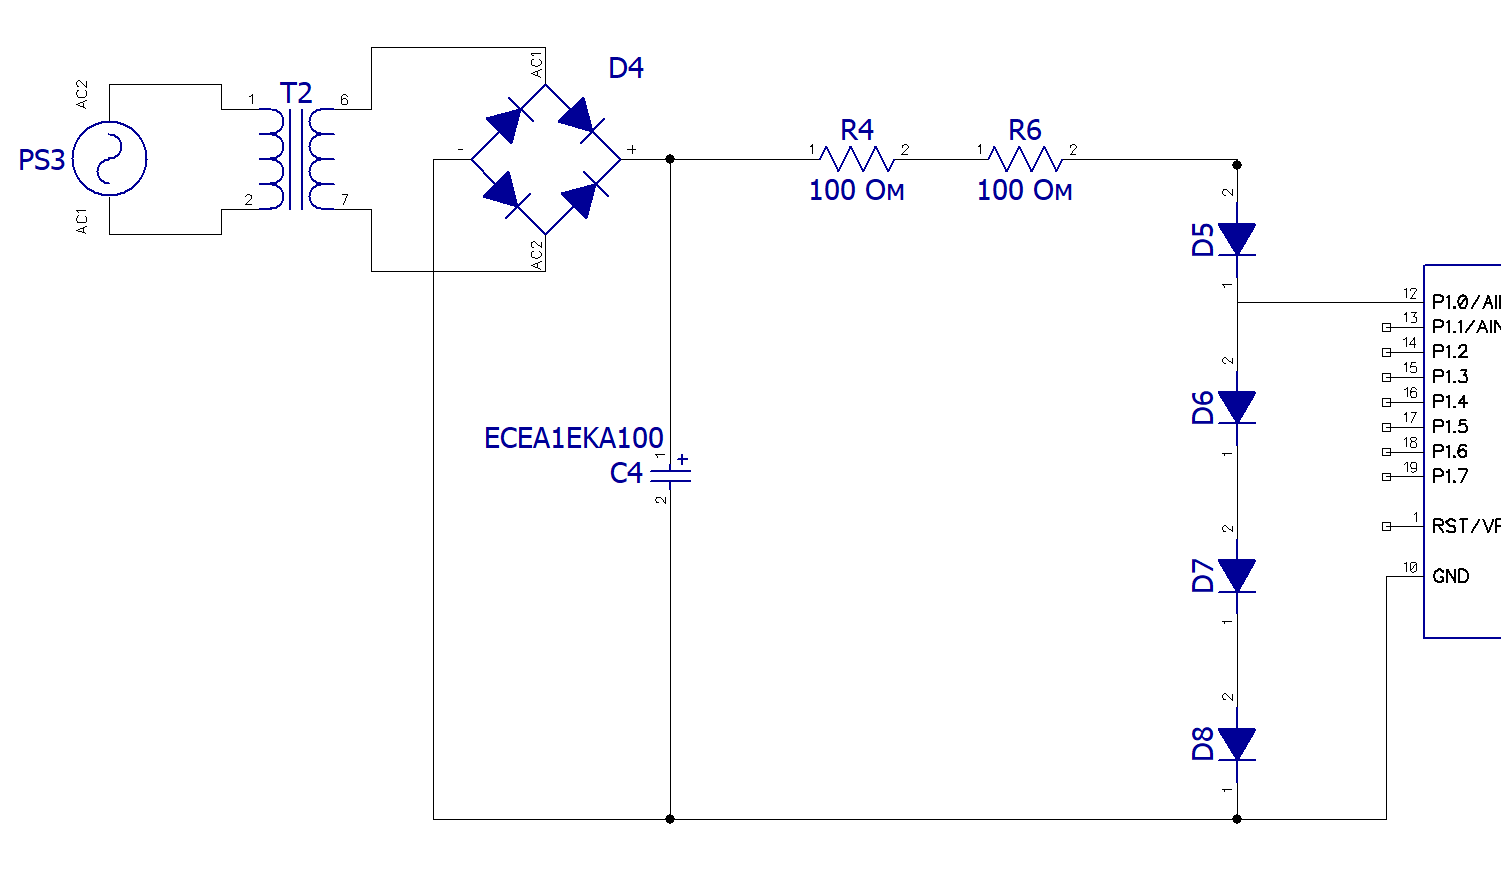 AC1
D4
AC2
T2
1
6
PS3
-
+
2
7
AC1
AC2
R4
1
2
100 Ом
R6
1
2
100 Ом
2
D5
1
12 P1.0/AI
13 P1.1/AIN
14 P1.2
15 P1.3
16 P1.4
17 P1.5
18 P1.6
19 P1.7
1 RST/VP
10 GND
2
D6
1
ECEA1EKA100
C4
1
+
2
2
D7
1
2
D8
1